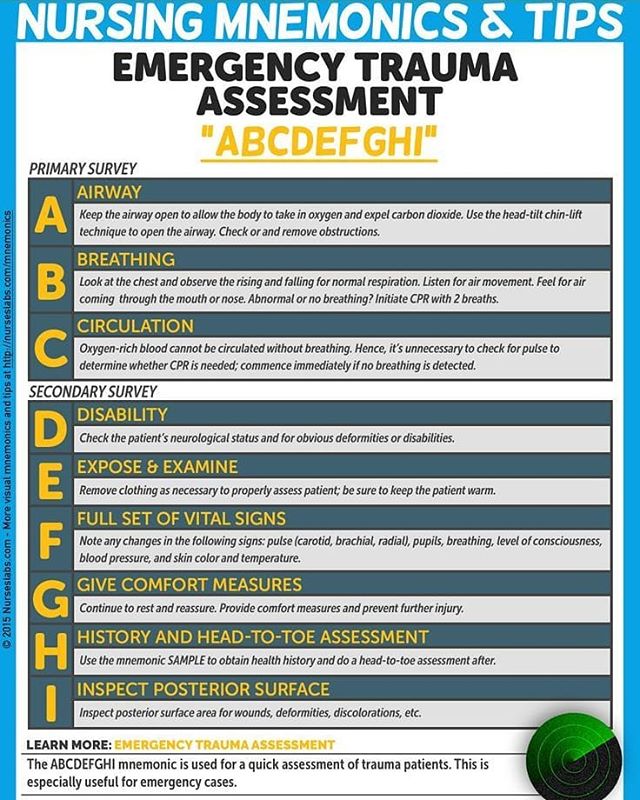 NURSING MNEMONICS & TIPS
EMERGENCY TRAUMA
ASSESSMENT
"ABCDEFGHI"
PRIMARY SURVEY
A
AIRWAY
Keep the airway open to allow the body to take in oxygen and expel carbon dioxide. Use the head-tilt chin-lift
technique to open the airway. Check or and remove obstructions.
B
BREATHING
Look at the chest and observe the rising and falling for normal respiration. Listen for air movement. Feel for air
coming through the mouth or nose. Abnormal or no breathing? Initiate CPR with 2 breaths.
C
CIRCULATION
Oxygen-rich blood cannot be circulated without breathing. Hence, it's unnecessary to check for pulse to
determine whether CPR is needed; commence immediately if no breathing is detected.
SECONDARY SURVEY
D
DISABILITY
Check the patient's neurological status and for obvious deformities or disabilities.
E
EXPOSE & EXAMINE
Remove clothing as necessary to properly assess patient; be sure to keep the patient warm.
F
FULL SET OF VITAL SIGNS
Note any changes in the following signs: pulse (carotid, brachial, radial), pupils, breathing, level of consciousness,
blood pressure, and skin color and temperature.
G
GIVE COMFORT MEASURES
Continue to rest and reassure. Provide comfort measures and prevent further injury.
H
HISTORY AND HEAD-TO-TOE ASSESSMENT
Use the mnemonic SAMPLE to obtain health history and do a head-to-toe assessment after.
I
INSPECT POSTERIOR SURFACE
Inspect posterior surface area for wounds, deformities, discolorations, etc.
LEARN MORE: EMERGENCY TRAUMA ASSESSMENT
The ABCDEFGHI mnemonic is used for a quick assessment of trauma patients. This is
especially useful for emergency cases.
© 2015 Nurseslabs.com - More visual mnemonics and tips at http://nurseslabs.com/mnemonics